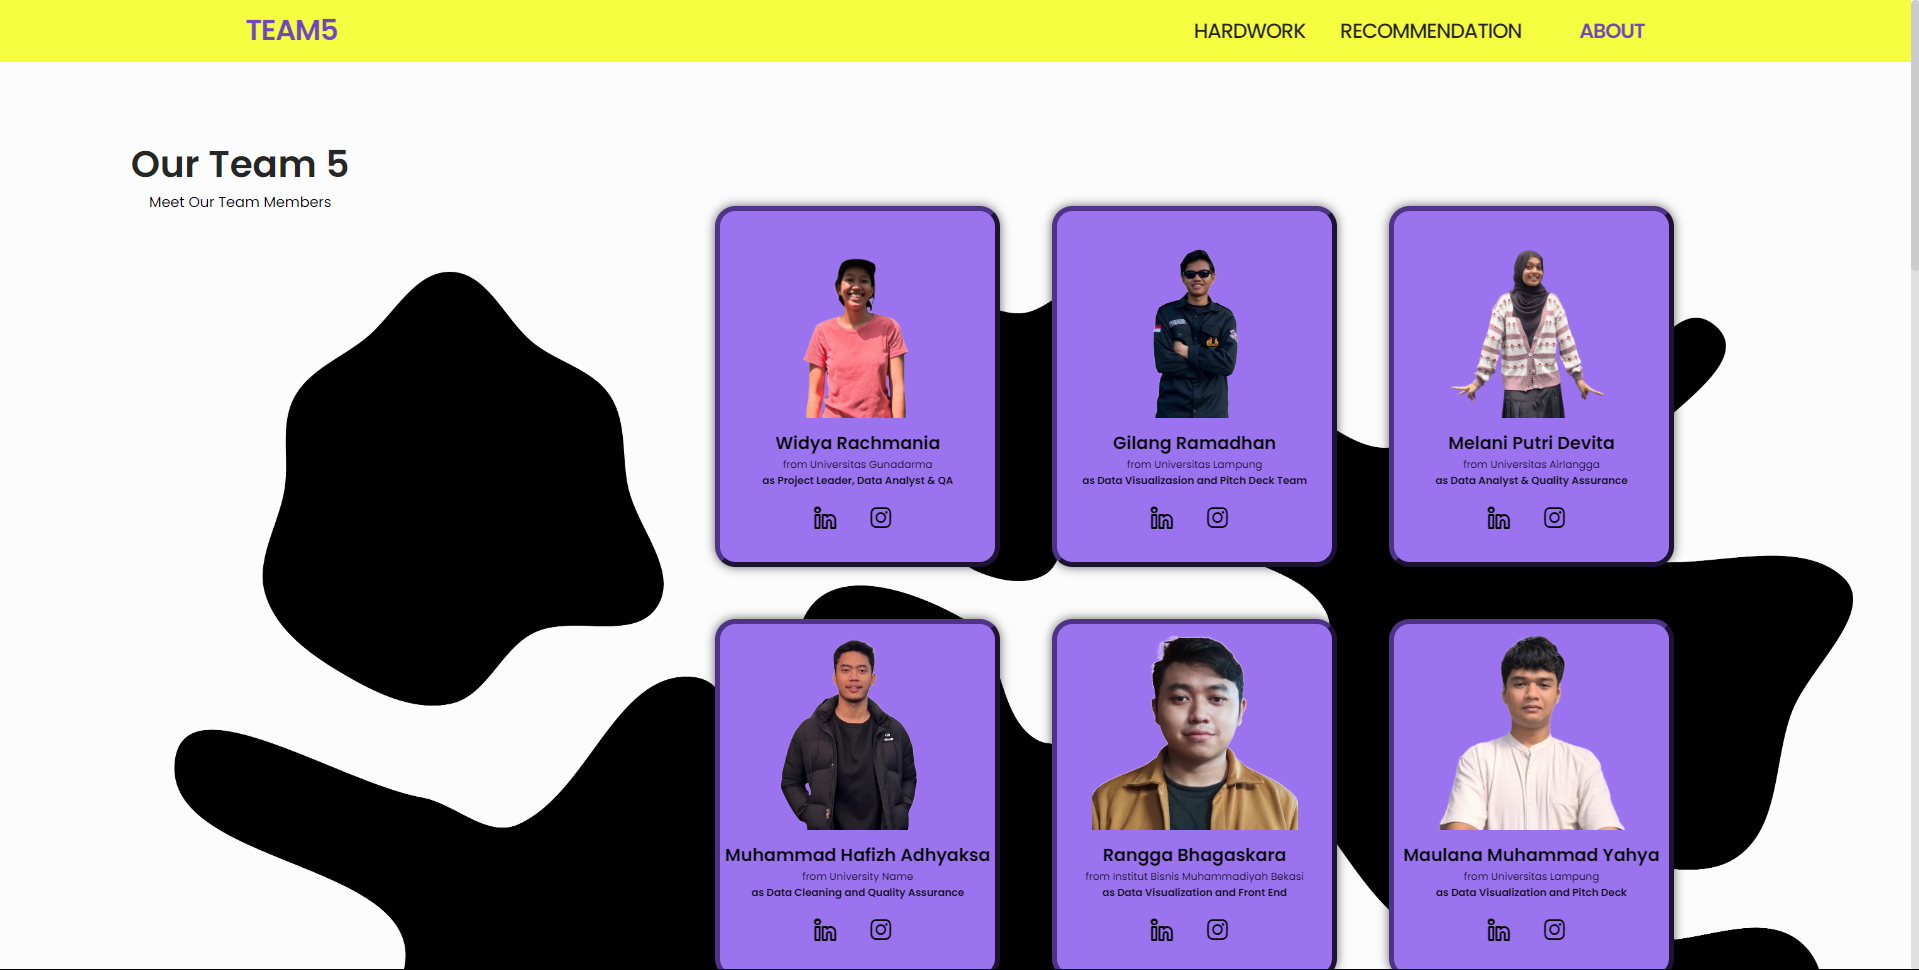 TEAM5
HARDWORK
RECOMMENDATION
ABOUT
Our Team 5
Meet Our Team Members
Widya Rachmania
from Universitas Gunadarma
as Project Leader, Data Analyst & QA
Gilang Ramadhan
from Universitas Lampung
as Data Visualizasion and Pitch Deck Team
Melani Putri Devita
from Universitas Airlangga
as Data Analyst & Quality Assurance
Muhammad Hafizh Adhyaksa
from University Name
as Data Cleaning and Quality Assurance
Rangga Bhagaskara
from Institut Bisnis Muhammadiyah Bekasi
as Data Visualization and Front End
Maulana Muhammad Yahya
from Universitas Lampung
as Data Visualization and Pitch Deck